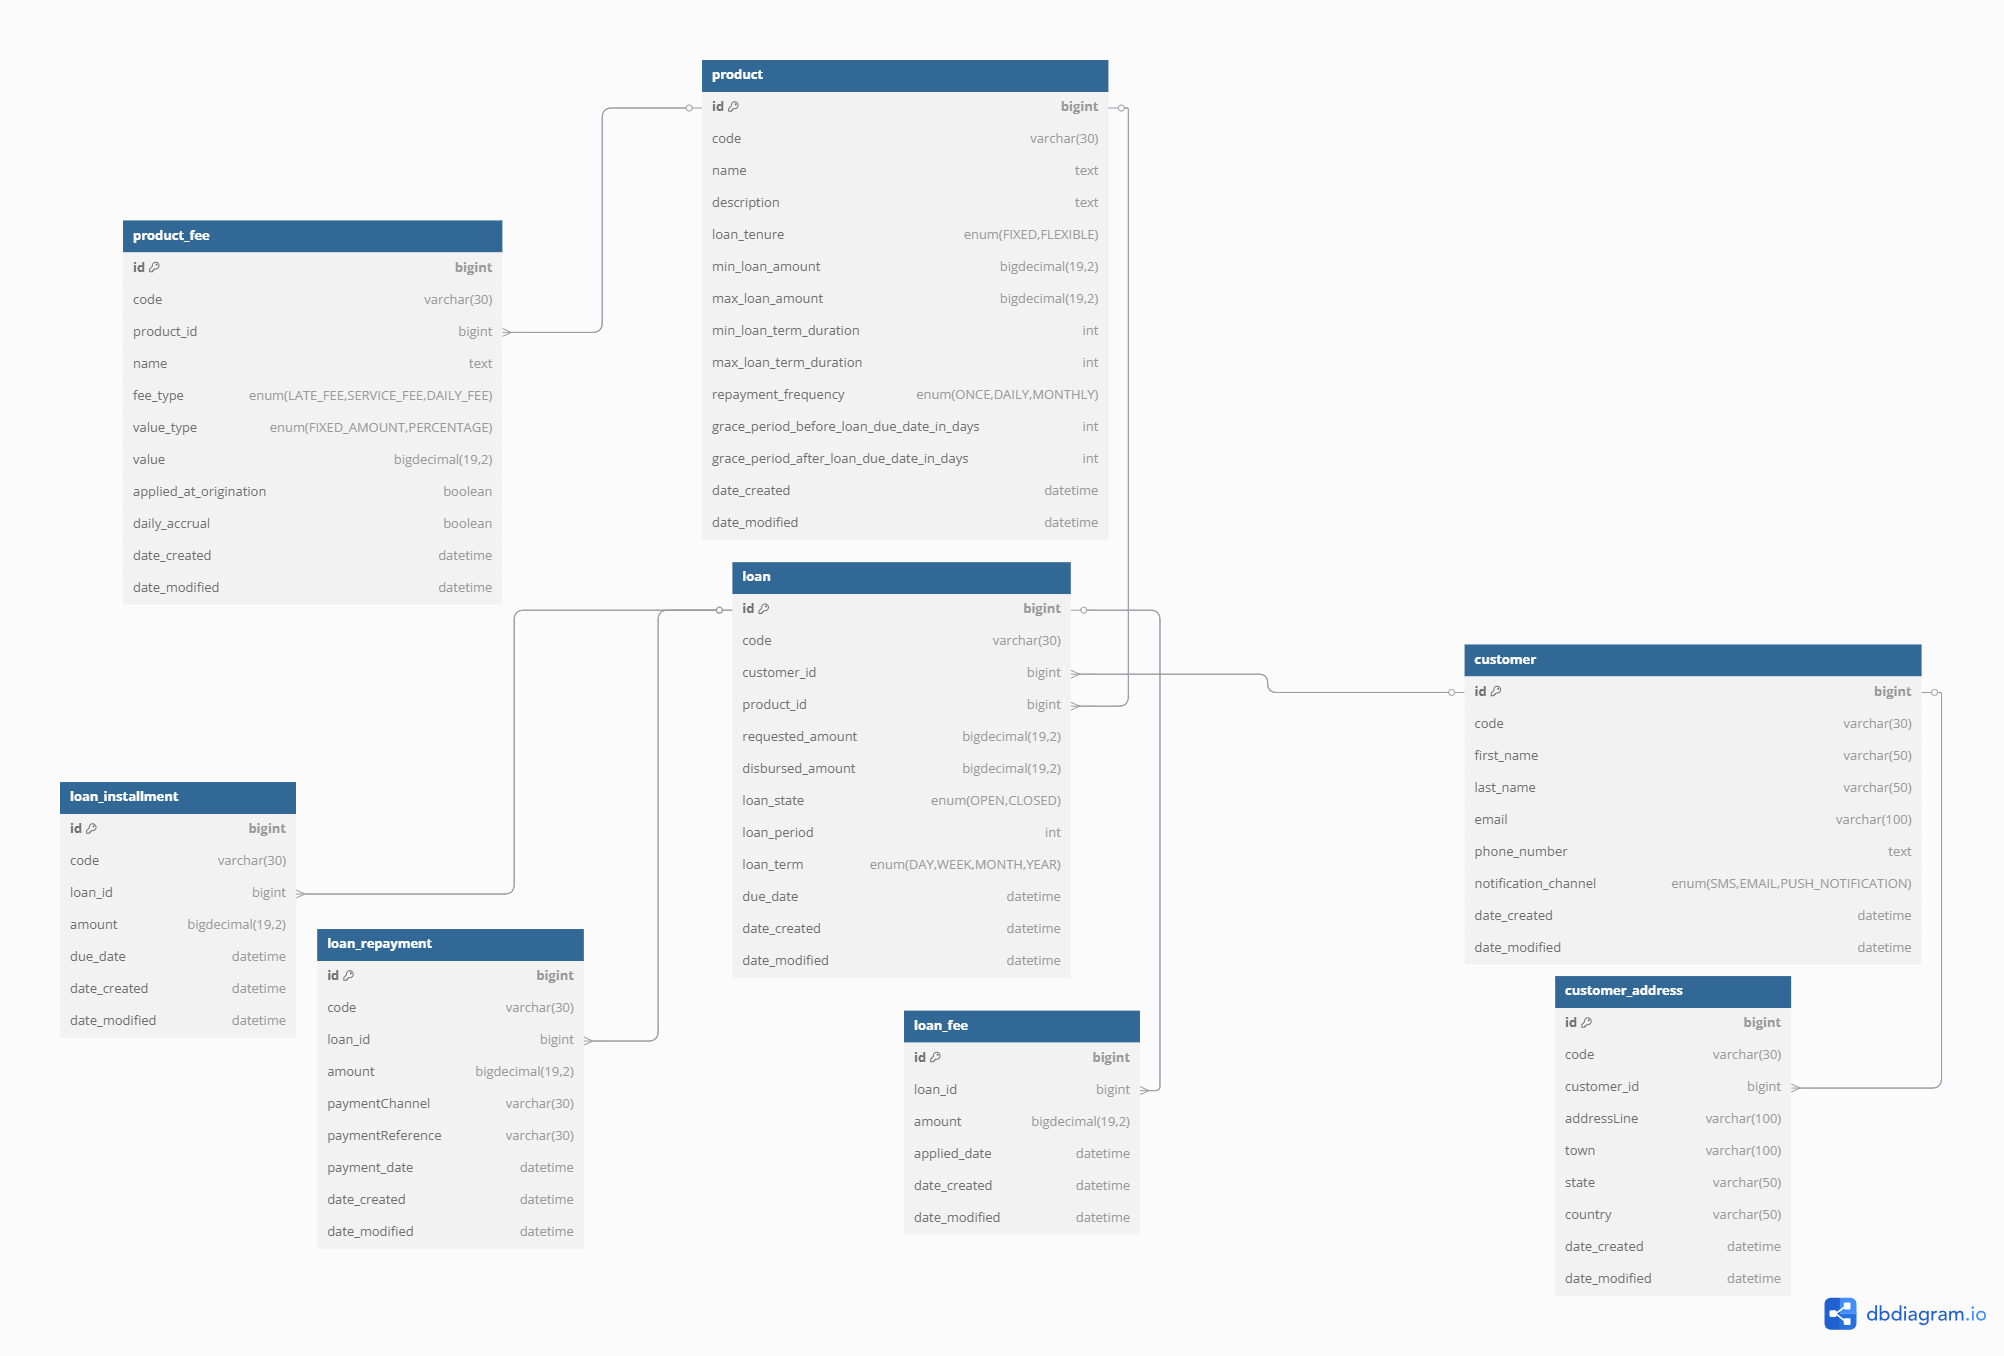 product
id bigint
code varchar(30)
name text
description text
loan_tenure enum(FIXED,FLEXIBLE)
min_loan_amount bigdecimal(19,2)
max_loan_amount bigdecimal(19,2)
min_loan_term_duration int
max_loan_term_duration int
repayment_frequency enum(ONCE,DAILY,MONTHLY)
grace_period_before_loan_due_date_in_days int
grace_period_after_loan_due_date_in_days int
date_created datetime
date_modified datetime
product_fee
id bigint
code varchar(30)
product_id bigint
name text
fee_type enum(LATE_FEE,SERVICE_FEE,DAILY_FEE)
value_type enum(FIXED_AMOUNT,PERCENTAGE)
value bigdecimal(19,2)
applied_at_origination boolean
daily_accrual boolean
date_created datetime
date_modified datetime
loan
id bigint
code varchar(30)
customer_id bigint
product_id bigint
requested_amount bigdecimal(19,2)
disbursed_amount bigdecimal(19,2)
loan_state enum(OPEN,CLOSED)
loan_period int
loan_term enum(DAY,WEEK,MONTH,YEAR)
due_date datetime
date_created datetime
date_modified datetime
customer
id bigint
code varchar(30)
first_name varchar(50)
last_name varchar(50)
email varchar(100)
phone_number text
notification_channel enum(SMS,EMAIL,PUSH_NOTIFICATION)
date_created datetime
date_modified datetime
loan_installment
id bigint
code varchar(30)
loan_id bigint
amount bigdecimal(19,2)
due_date datetime
date_created datetime
date_modified datetime
loan_repayment
id bigint
code varchar(30)
loan_id bigint
amount bigdecimal(19,2)
paymentChannel varchar(30)
paymentReference varchar(30)
payment_date datetime
date_created datetime
date_modified datetime
loan_fee
id bigint
loan_id bigint
amount bigdecimal(19,2)
applied_date datetime
date_created datetime
date_modified datetime
customer_address
id bigint
code varchar(30)
customer_id bigint
addressLine varchar(100)
town varchar(100)
state varchar(50)
country varchar(50)
date_created datetime
date_modified datetime
dbdiagram.io